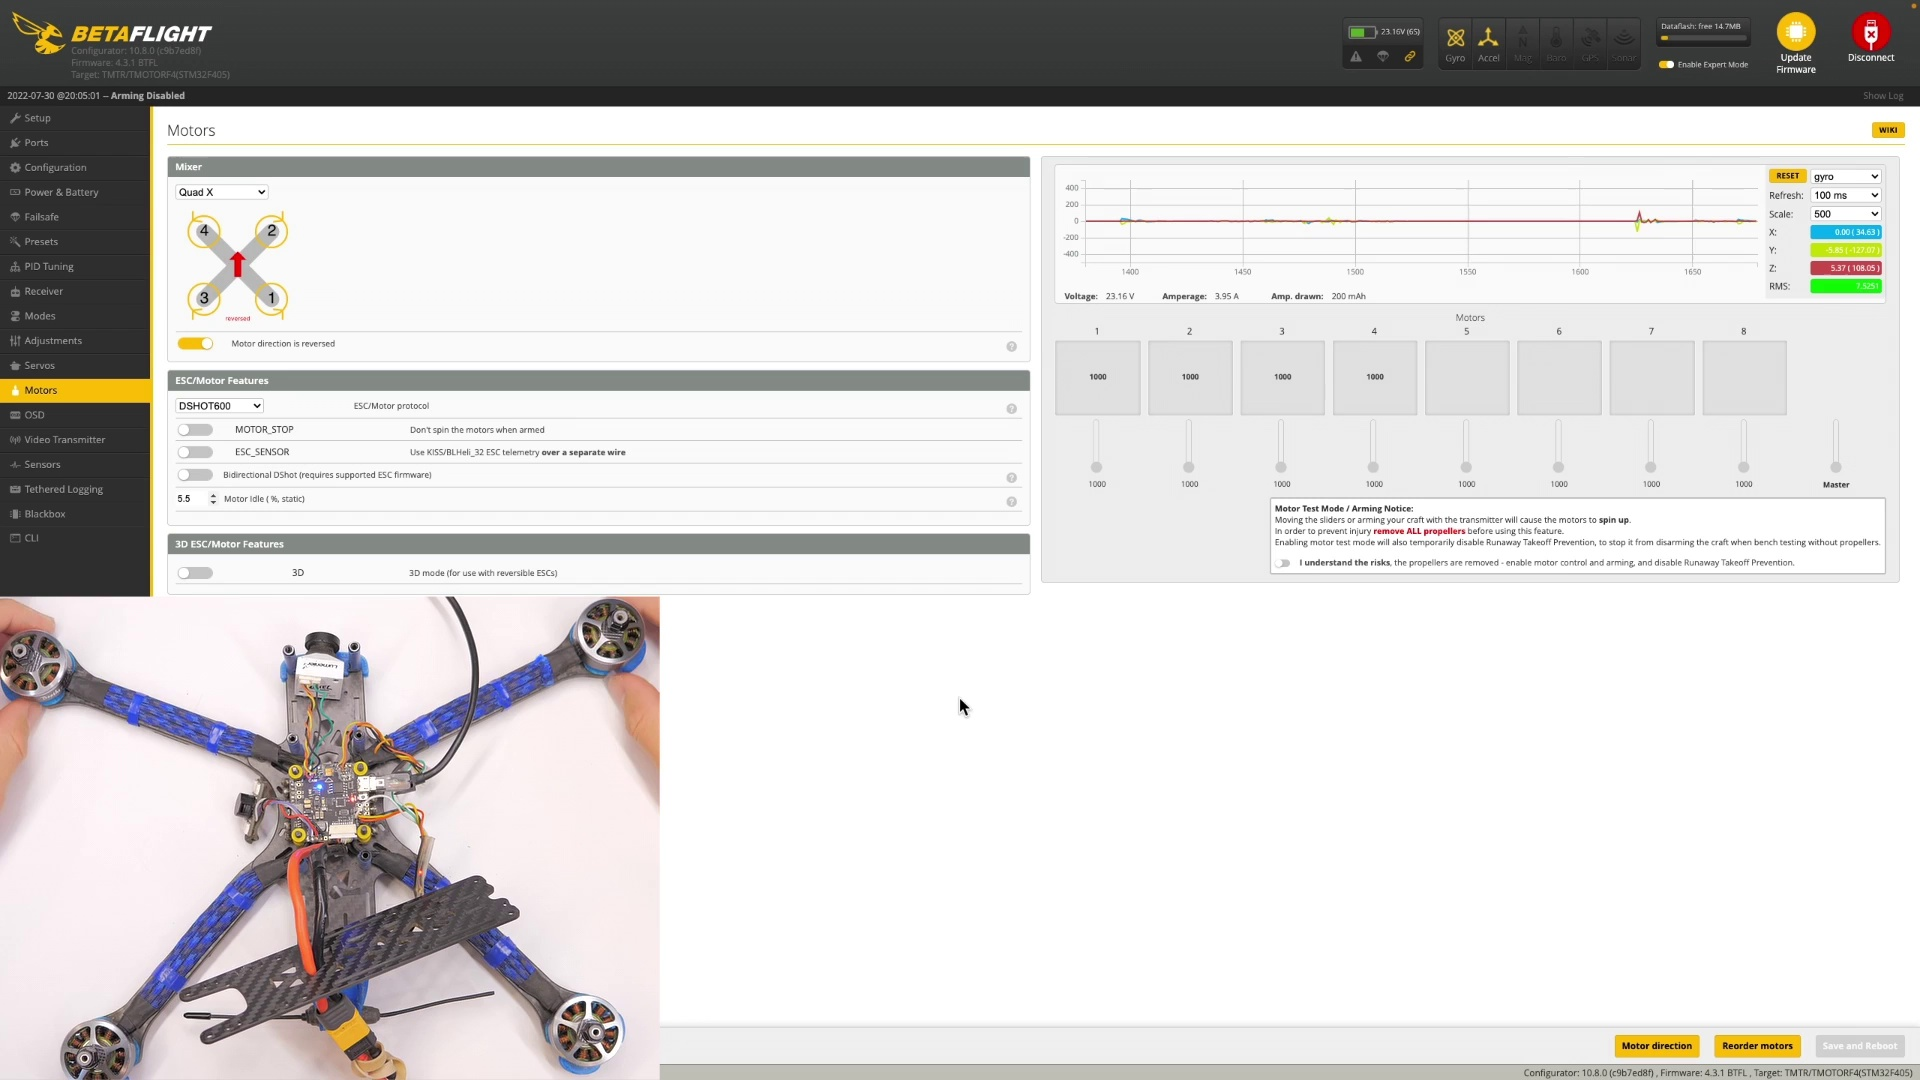 BETAFLIGHT
Configurator: 10.8.0 (c9b7ed8f)
Firmware: 4.3.1 BTFL
Target: TMTR/TMOTORF4(STM32F405)
23.16V (6S)
Gyro
Accel
Mag
Baro
GPS
Sonar
Dataflash: free 14.7MB
Enable Expert Mode
Update
Firmware
Disconnect
2022-07-30 @20:05:01 -- Arming Disabled
Show Log
Setup
Ports
Configuration
Power & Battery
Failsafe
Presets
PID Tuning
Receiver
Modes
Adjustments
Servos
Motors
OSD
Video Transmitter
Sensors
Tethered Logging
Blackbox
CLI
Motors
WIKI
Mixer
Quad X
4
2
3
1
reversed
Motor direction is reversed
ESC/Motor Features
DSHOT600
ESC/Motor protocol
MOTOR_STOP
Don't spin the motors when armed
ESC_SENSOR
Use KISS/BLHeli_32 ESC telemetry over a separate wire
Bidirectional DShot (requires supported ESC firmware)
5.5
Motor Idle ( %, static)
3D ESC/Motor Features
3D
3D mode (for use with reversible ESCs)
400
200
0
-200
-400
1400
1450
1500
1550
1600
1650
RESET
gyro
Refresh:
100 ms
Scale:
500
X:
0.00 ( 34.63 )
Y:
-5.85 ( -127.07 )
Z:
5.37 ( 108.05 )
RMS:
7.5251
Voltage: 23.16 V
Amperage: 3.95 A
Amp. drawn: 200 mAh
Motors
1 2 3 4 5 6 7 8
1000 1000 1000 1000
1000 1000 1000 1000 1000 1000 1000 1000 Master
Motor Test Mode / Arming Notice:
Moving the sliders or arming your craft with the transmitter will cause the motors to spin up.
In order to prevent injury remove ALL propellers before using this feature.
Enabling motor test mode will also temporarily disable Runaway Takeoff Prevention, to stop it from disarming the craft when bench testing without propellers.
I understand the risks, the propellers are removed - enable motor control and arming, and disable Runaway Takeoff Prevention.
Motor direction
Reorder motors
Save and Reboot
Configurator: 10.8.0 (c9b7ed8f) , Firmware: 4.3.1 BTFL , Target: TMTR/TMOTORF4(STM32F405)